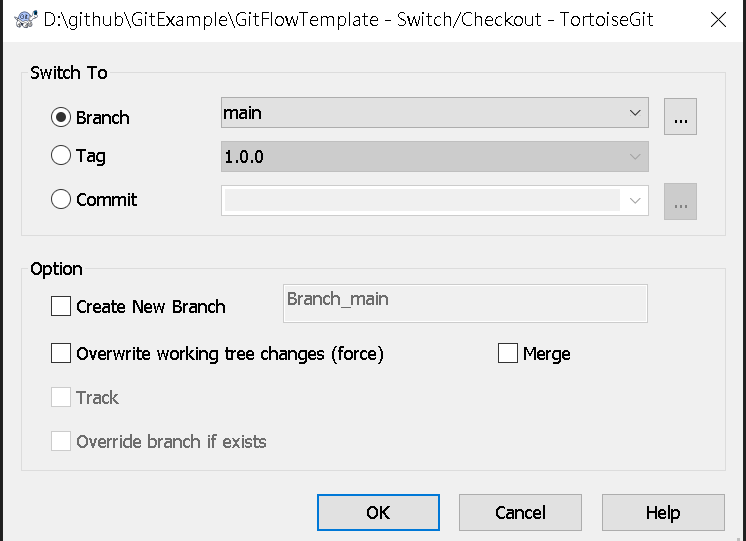 D:\github\GitExample\GitFlowTemplate - Switch/Checkout - TortoiseGit
Switch To
Branch main ...
Tag 1.0.0
Commit ...
Option
Create New Branch Branch_main
Overwrite working tree changes (force) Merge
Track
Override branch if exists
OK Cancel Help